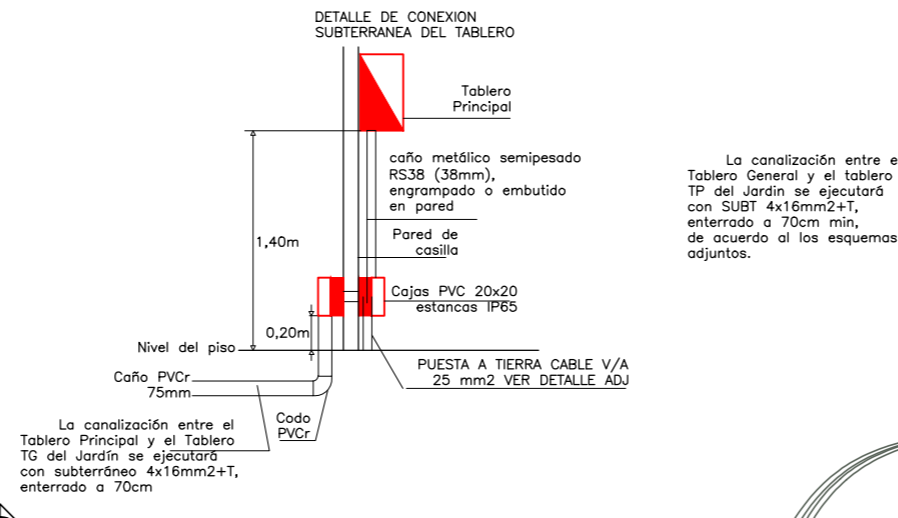 DETALLE DE CONEXION
SUBTERRANEA DEL TABLERO
Tablero
Principal
caño metálico semipesado
RS38 (38mm),
engrampado o embutido
en pared
Pared de
casilla
1,40m
Cajas PVC 20x20
estancas IP65
0,20m
Nivel del piso
PUESTA A TIERRA CABLE V/A
25 mm2 VER DETALLE ADJ
Caño PVCr
75mm
Codo
PVCr
La canalización entre el
Tablero Principal y el Tablero
TG del Jardín se ejecutará
con subterráneo 4x16mm2+T,
enterrado a 70cm
La canalización entre e
Tablero General y el tablero
TP del Jardin se ejecutará
con SUBT 4x16mm2+T,
enterrado a 70cm min,
de acuerdo al los esquemas
adjuntos.